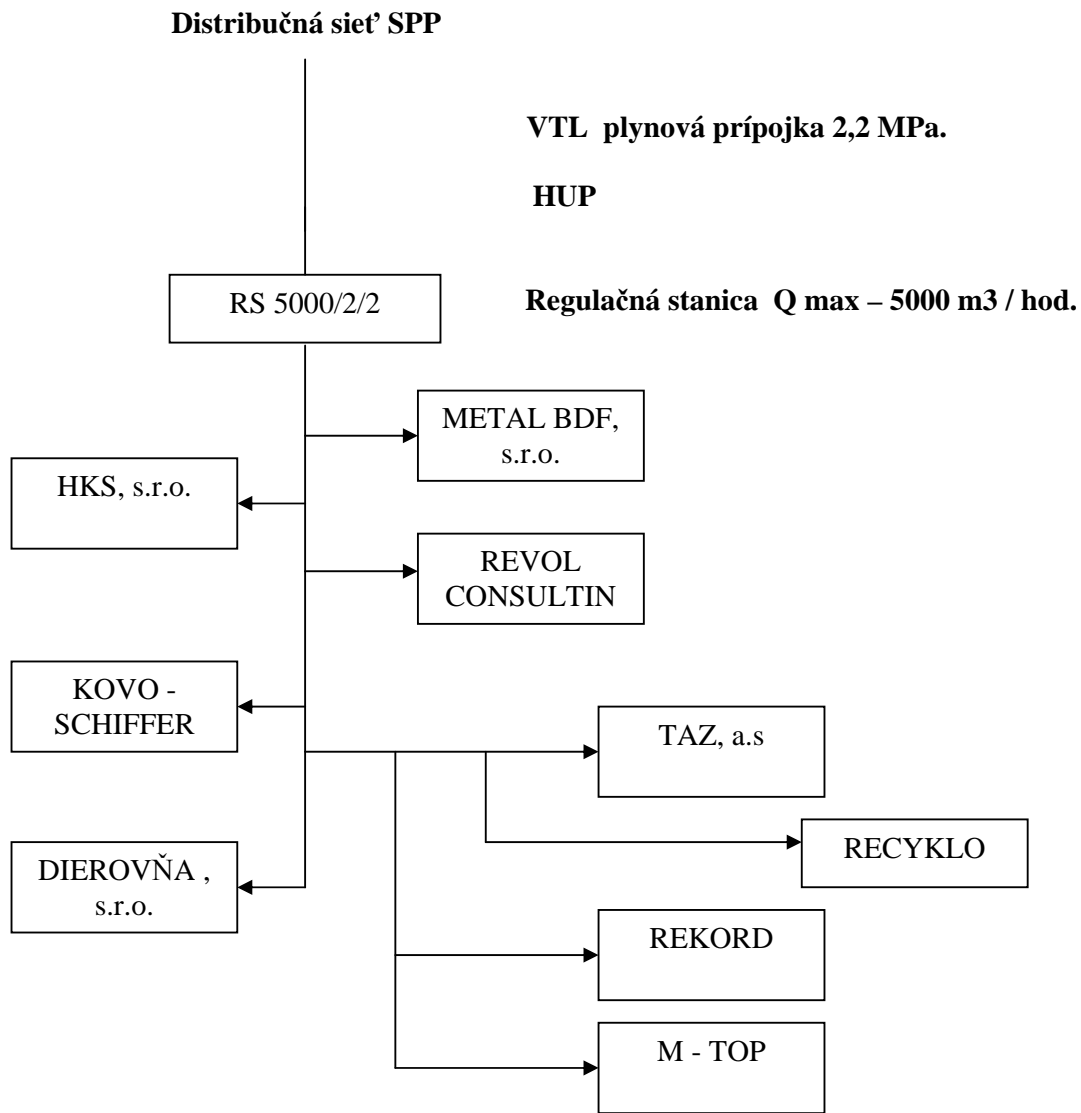 Distribučná sieť SPP
VTL plynová prípojka 2,2 MPa.
HUP
RS 5000/2/2
Regulačná stanica Q max – 5000 m3 / hod.
METAL BDF,
s.r.o.
HKS, s.r.o.
REVOL
CONSULTIN
KOVO -
SCHIFFER
TAZ, a.s
RECYKLO
DIEROVŇA ,
s.r.o.
REKORD
M - TOP